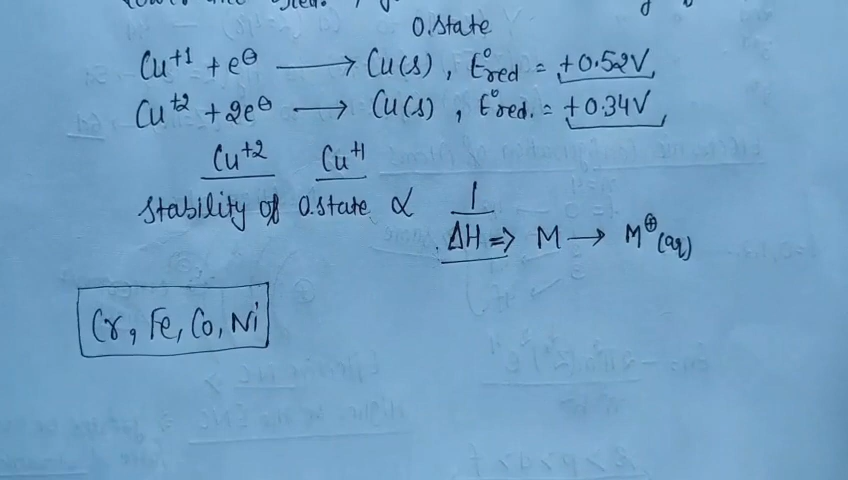 O.state
Cu⁺¹ + e⊖ ⟶ Cu(s), E°red = +0.52V
Cu⁺² + 2e⊖ ⟶ Cu(s), E°red. = +0.34V
Cu⁺² Cu⁺¹
Stability of O.state ∝ 1/ΔH => M → M⊕(aq)
Cr, Fe, Co, Ni